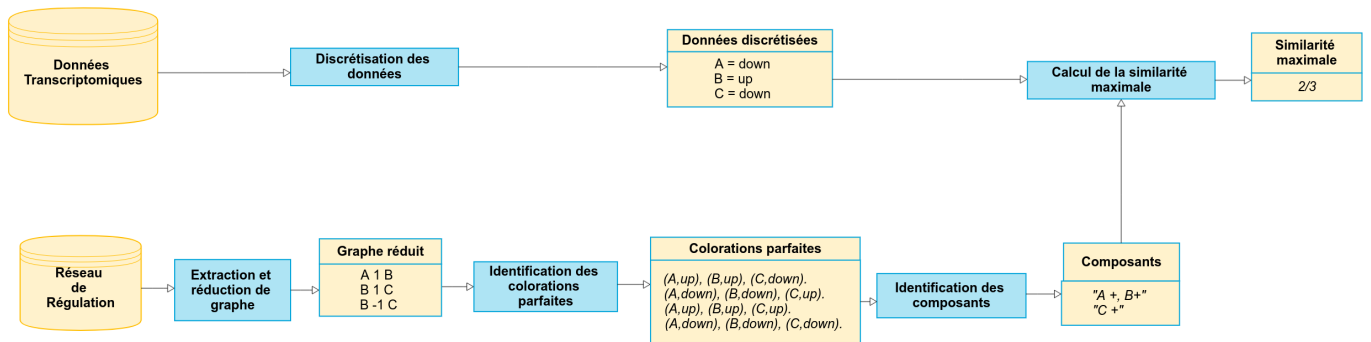 Données
Transcriptomiques
Discrétisation des
données
Données discrétisées
A = down
B = up
C = down
Calcul de la similarité
maximale
Similarité
maximale
2/3
Réseau
de
Régulation
Extraction et
réduction de
graphe
Graphe réduit
A 1 B
B 1 C
B -1 C
Identification des
colorations
parfaites
Colorations parfaites
(A,up), (B,up), (C,down).
(A,down), (B,down), (C,up).
(A,up), (B,up), (C,up).
(A,down), (B,down), (C,down).
Identification des
composants
Composants
"A +, B+"
"C +"